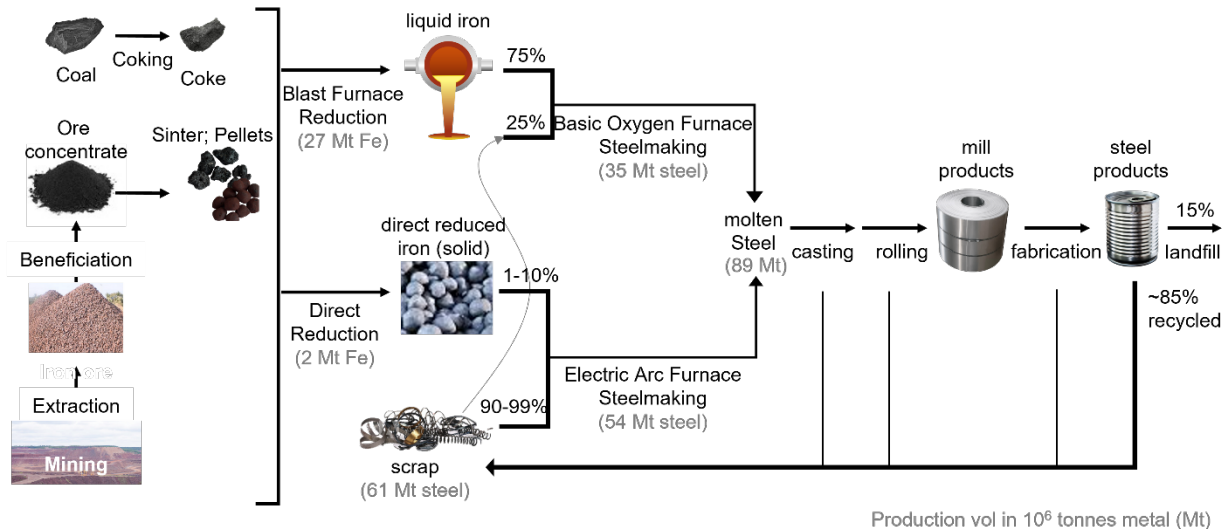 Coal
Coking
Coke
Ore
concentrate
Sinter; Pellets
Beneficiation
Iron ore
Extraction
Mining
Blast Furnace
Reduction
(27 Mt Fe)
Direct
Reduction
(2 Mt Fe)
liquid iron
75%
25%
Basic Oxygen Furnace
Steelmaking
(35 Mt steel)
direct reduced
iron (solid)
1-10%
90-99%
scrap
(61 Mt steel)
Electric Arc Furnace
Steelmaking
(54 Mt steel)
molten
Steel
(89 Mt)
casting
rolling
mill
products
fabrication
steel
products
15%
landfill
~85%
recycled
Production vol in 10⁶ tonnes metal (Mt)